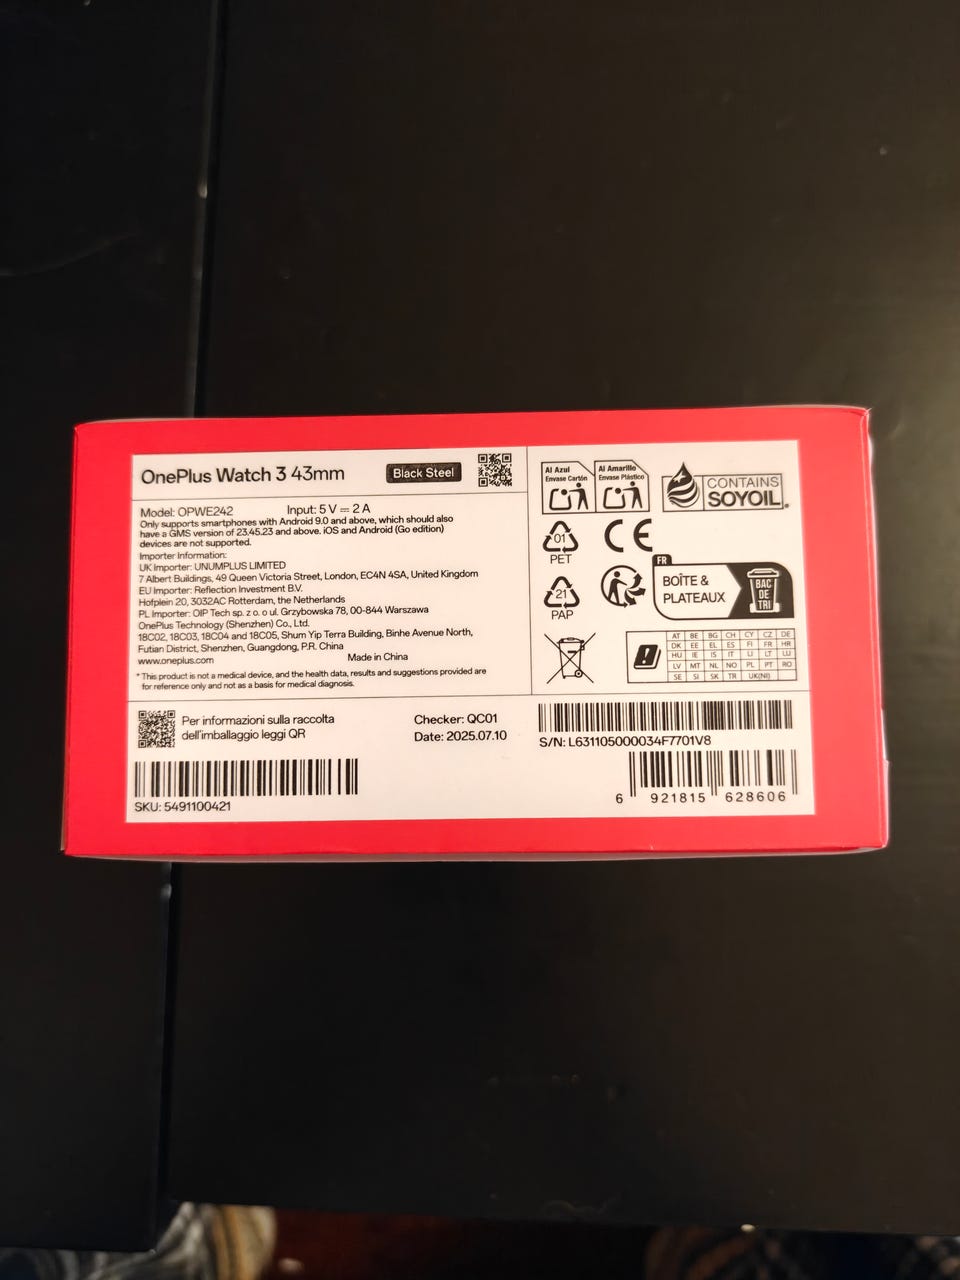 OnePlus Watch 3 43mm
Black Steel
Model: OPWE242 Input: 5 V ⎓ 2 A
Only supports smartphones with Android 9.0 and above, which should also
have a GMS version of 23.45.23 and above. iOS and Android (Go edition)
devices are not supported.
Importer Information:
UK Importer: UNUMPLUS LIMITED
7 Albert Buildings, 49 Queen Victoria Street, London, EC4N 4SA, United Kingdom
EU Importer: Reflection Investment B.V.
Hofplein 20, 3032AC Rotterdam, the Netherlands
PL Importer: OIP Tech sp. z o. o ul. Grzybowska 78, 00-844 Warszawa
OnePlus Technology (Shenzhen) Co., Ltd.
18C02, 18C03, 18C04 and 18C05, Shum Yip Terra Building, Binhe Avenue North,
Futian District, Shenzhen, Guangdong, P.R. China
www.oneplus.com Made in China
* This product is not a medical device, and the health data, results and suggestions provided are
for reference only and not as a basis for medical diagnosis.
Al Azul
Envase Cartón
Al Amarillo
Envase Plástico
CONTAINS
SOYOIL
01
PET
CE
21
PAP
FR
BOÎTE &
PLATEAUX
BAC
DE
TRI
AT BE BG CH CY CZ DE
DK EE EL ES FI FR HR
HU IE IS IT LI LT LU
LV MT NL NO PL PT RO
SE SI SK TR UK(NI)
Per informazioni sulla raccolta
dell'imballaggio leggi QR
Checker: QC01
Date: 2025.07.10
S/N: L631105000034F7701V8
SKU: 5491100421
6 921815 628606